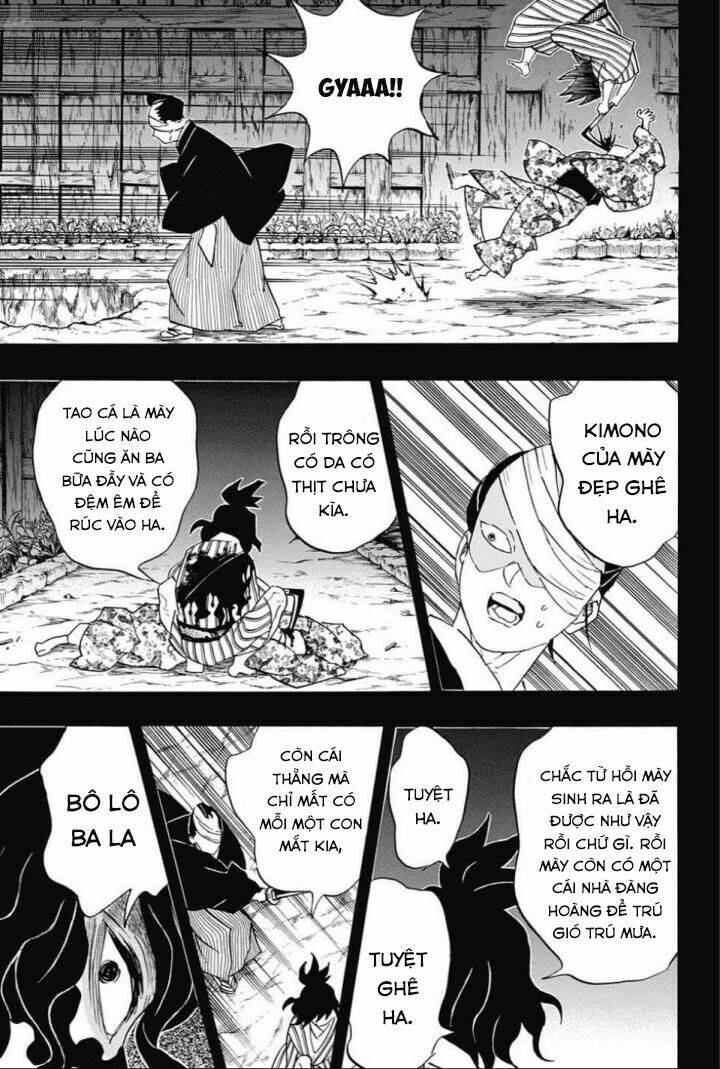 GYAAA!!
KIMONO
CỦA MÀY
ĐẸP GHÊ
HA.
RỒI TRÔNG
CÓ DA CÓ
THỊT CHƯA
KÌA.
TAO CÁ LÀ MÀY
LÚC NÀO
CŨNG ĂN BA
BỮA ĐẦY VÀ CÓ
ĐỆM ÊM ĐỂ
RÚC VÀO HA.
CHẮC TỪ HỒI MÀY
SINH RA LÀ ĐÃ
ĐƯỢC NHƯ VẬY
RỒI CHỨ GÌ. RỒI
MÀY CÒN CÓ MỘT
CÁI NHÀ ĐÀNG
HOÀNG ĐỂ TRÚ
GIÓ TRÚ MƯA.
TUYỆT
HA.
TUYỆT
GHÊ
HA.
CÒN CÁI
THẰNG MÀ
CHỈ MẤT CÓ
MỖI MỘT CON
MẮT KIA,
BÔ LÔ
BA LA